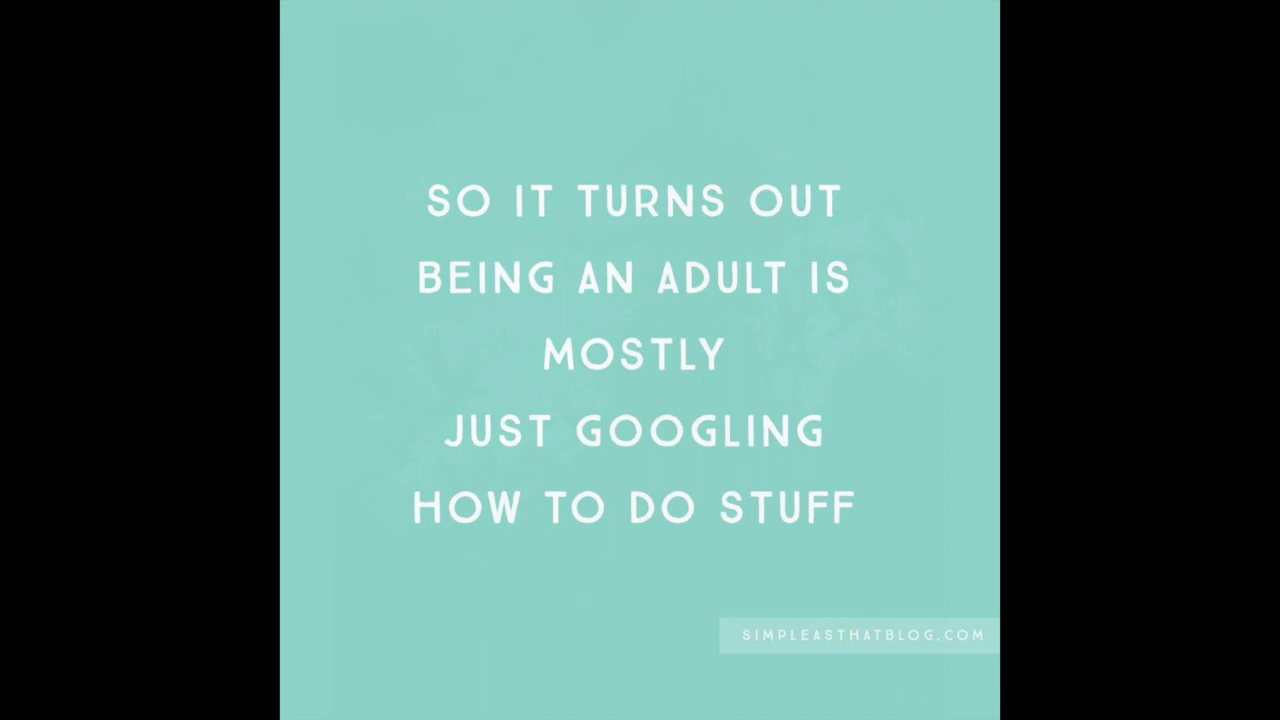 SO IT TURNS OUT
BEING AN ADULT IS
MOSTLY
JUST GOOGLING
HOW TO DO STUFF
SIMPLEASTHATBLOG.COM